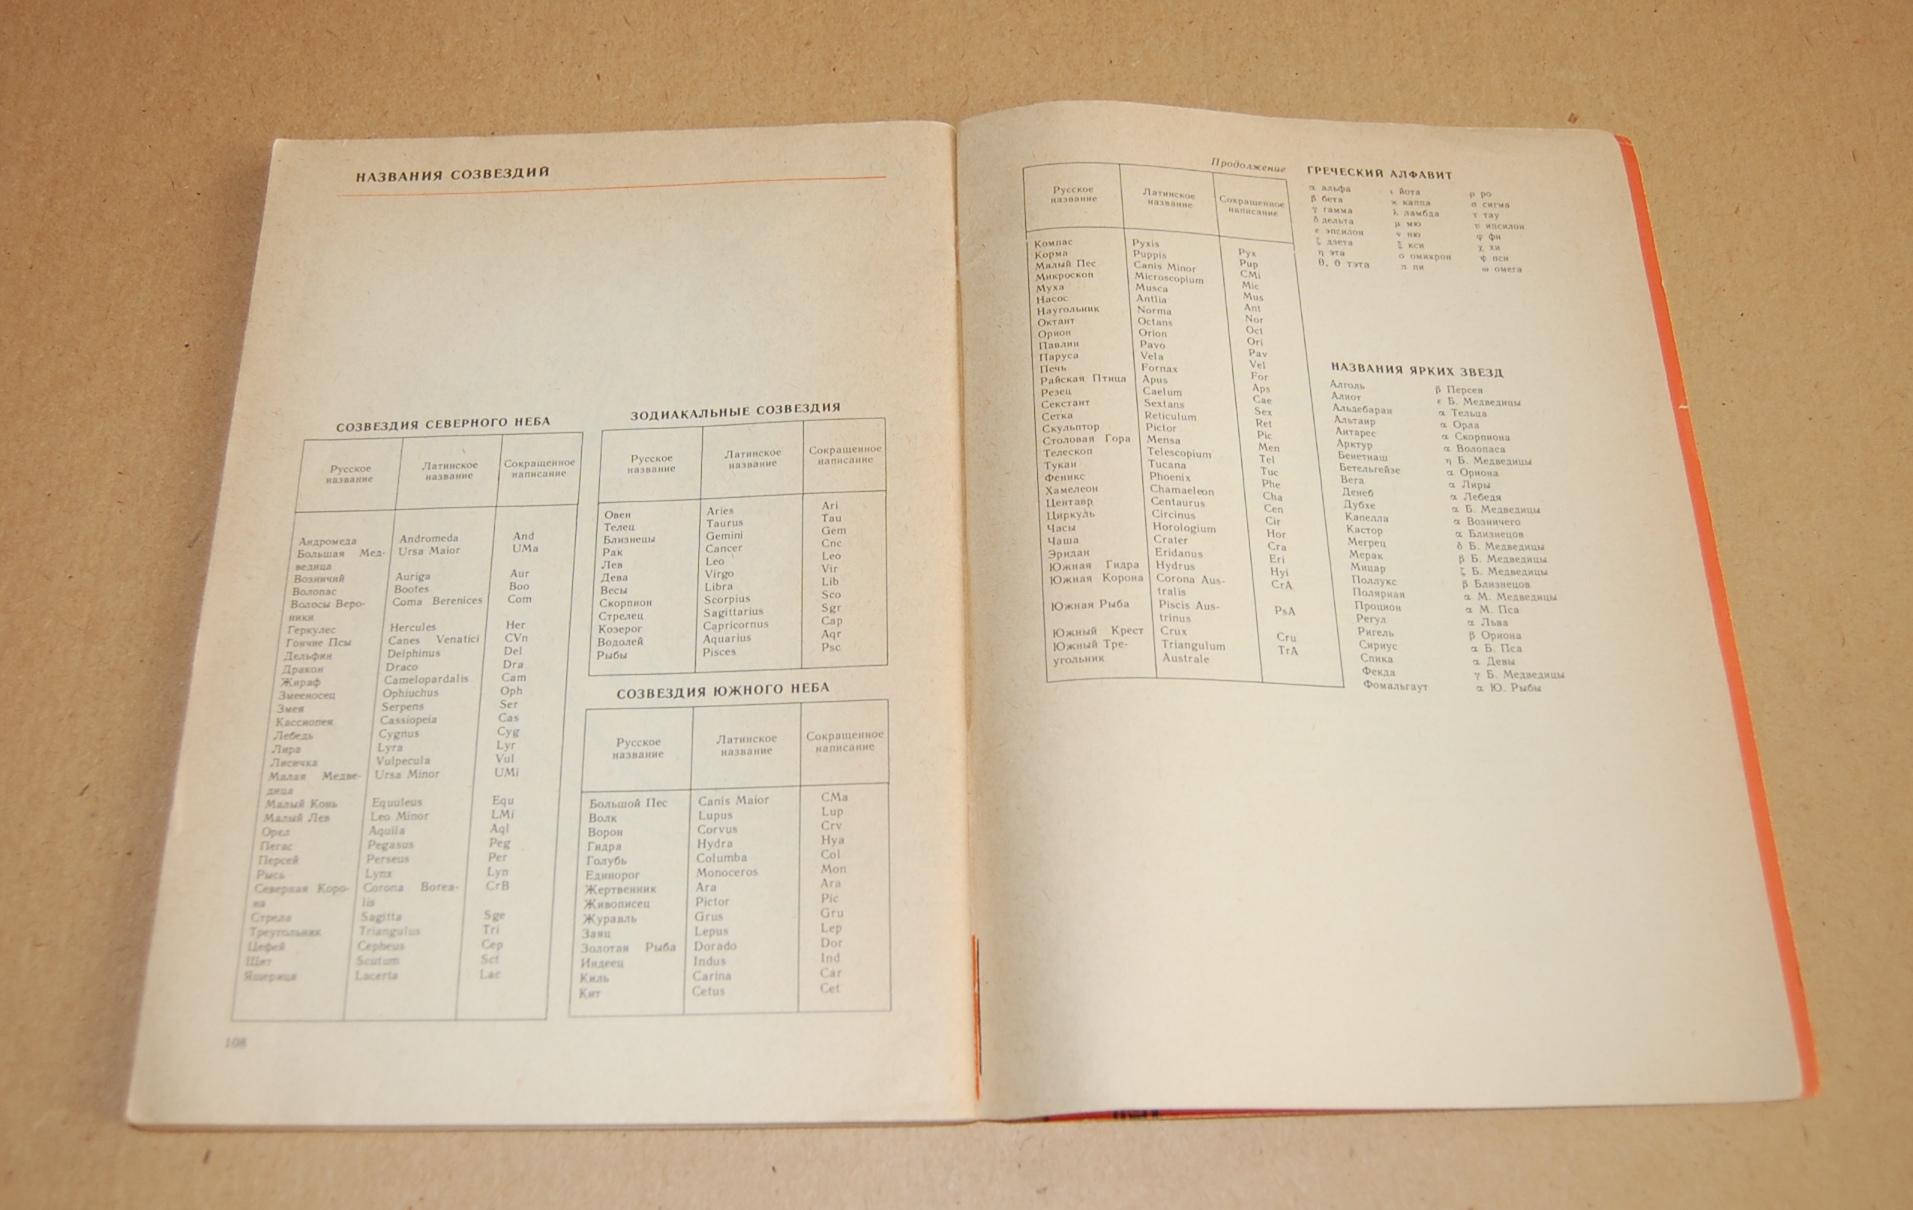 НАЗВАНИЯ СОЗВЕЗДИЙ
СОЗВЕЗДИЯ СЕВЕРНОГО НЕБА
Русское название Латинское название Сокращенное написание
Андромеда Andromeda And
Большая Мед- Ursa Maior UMa
ведица
Возничий Auriga Aur
Волопас Bootes Boo
Волосы Веро- Coma Berenices Com
ники
Геркулес Hercules Her
Гончие Псы Canes Venatici CVn
Дельфин Delphinus Del
Дракон Draco Dra
Жираф Camelopardalis Cam
Змееносец Ophiuchus Oph
Змея Serpens Ser
Кассиопея Cassiopeia Cas
Лебедь Cygnus Cyg
Лира Lyra Lyr
Лисичка Vulpecula Vul
Малая Медве- Ursa Minor UMi
дица
Малый Конь Equuleus Equ
Малый Лев Leo Minor LMi
Орел Aquila Aql
Пегас Pegasus Peg
Персей Perseus Per
Рысь Lynx Lyn
Северная Коро- Corona Borea- CrB
на lis
Стрела Sagitta Sge
Треугольник Triangulus Tri
Цефей Cepheus Cep
Щит Scutum Sct
Ящерица Lacerta Lac
108
ЗОДИАКАЛЬНЫЕ СОЗВЕЗДИЯ
Русское название Латинское название Сокращенное написание
Овен Aries Ari
Телец Taurus Tau
Близнецы Gemini Gem
Рак Cancer Cnc
Лев Leo Leo
Дева Virgo Vir
Весы Libra Lib
Скорпион Scorpius Sco
Стрелец Sagittarius Sgr
Козерог Capricornus Cap
Водолей Aquarius Aqr
Рыбы Pisces Psc
СОЗВЕЗДИЯ ЮЖНОГО НЕБА
Русское название Латинское название Сокращенное написание
Большой Пес Canis Maior CMa
Волк Lupus Lup
Ворон Corvus Crv
Гидра Hydra Hya
Голубь Columba Col
Единорог Monoceros Mon
Жертвенник Ara Ara
Живописец Pictor Pic
Журавль Grus Gru
Заяц Lepus Lep
Золотая Рыба Dorado Dor
Индеец Indus Ind
Киль Carina Car
Кит Cetus Cet
Продолжение
Русское название Латинское название Сокращенное написание
Компас Pyxis Pyx
Корма Puppis Pup
Малый Пес Canis Minor CMi
Микроскоп Microscopium Mic
Муха Musca Mus
Насос Antlia Ant
Наугольник Norma Nor
Октант Octans Oct
Орион Orion Ori
Павлин Pavo Pav
Паруса Vela Vel
Печь Fornax For
Райская Птица Apus Aps
Резец Caelum Cae
Секстант Sextans Sex
Сетка Reticulum Ret
Скульптор Pictor Pic
Столовая Гора Mensa Men
Телескоп Telescopium Tel
Тукан Tucana Tuc
Феникс Phoenix Phe
Хамелеон Chamaeleon Cha
Центавр Centaurus Cen
Циркуль Circinus Cir
Часы Horologium Hor
Чаша Crater Cra
Эридан Eridanus Eri
Южная Гидра Hydrus Hyi
Южная Корона Corona Aus- CrA
tralis
Южная Рыба Piscis Aus- PsA
trinus
Южный Крест Crux Cru
Южный Тре- Triangulum TrA
угольник Australe
ГРЕЧЕСКИЙ АЛФАВИТ
α альфа ι йота ρ ро
β бета κ каппа σ сигма
γ гамма λ ламбда τ тау
δ дельта μ мю υ ипсилон
ε эпсилон ν ню φ фи
ζ дзета ξ кси χ хи
η эта ο омикрон ψ пси
θ, ϑ тэта π пи ω омега
НАЗВАНИЯ ЯРКИХ ЗВЕЗД
Алголь β Персея
Алиот ε Б. Медведицы
Альдебаран α Тельца
Альтаир α Орла
Антарес α Скорпиона
Арктур α Волопаса
Бенетнаш η Б. Медведицы
Бетельгейзе α Ориона
Вега α Лиры
Денеб α Лебедя
Дубхе α Б. Медведицы
Капелла α Возничего
Кастор α Близнецов
Мегрец δ Б. Медведицы
Мерак β Б. Медведицы
Мицар ζ Б. Медведицы
Поллукс β Близнецов
Полярная α М. Медведицы
Процион α М. Пса
Регул α Льва
Ригель β Ориона
Сириус α Б. Пса
Спика α Девы
Фекда γ Б. Медведицы
Фомальгаут α Ю. Рыбы